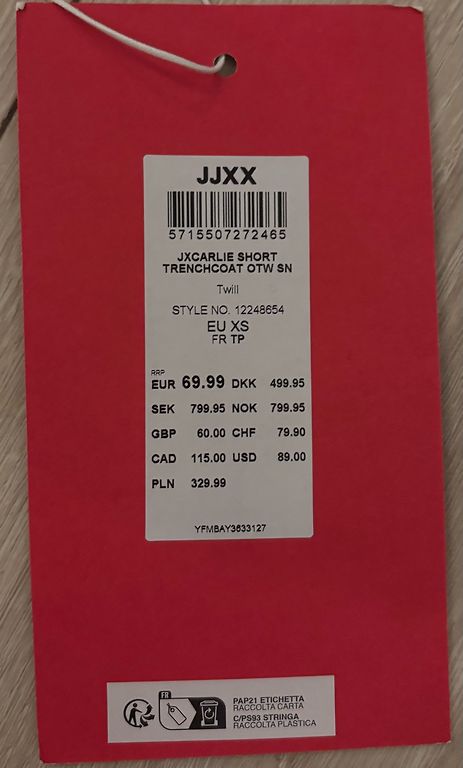 JJXX
5715507272465
JXCARLIE SHORT
TRENCHCOAT OTW SN
Twill
STYLE NO. 12248654
EU XS
FR TP
RRP
EUR 69.99 DKK 499.95
SEK 799.95 NOK 799.95
GBP 60.00 CHF 79.90
CAD 115.00 USD 89.00
PLN 329.99
YFMBAY3633127
FR
PAP21 ETICHETTA
RACCOLTA CARTA
C/PS93 STRINGA
RACCOLTA PLASTICA